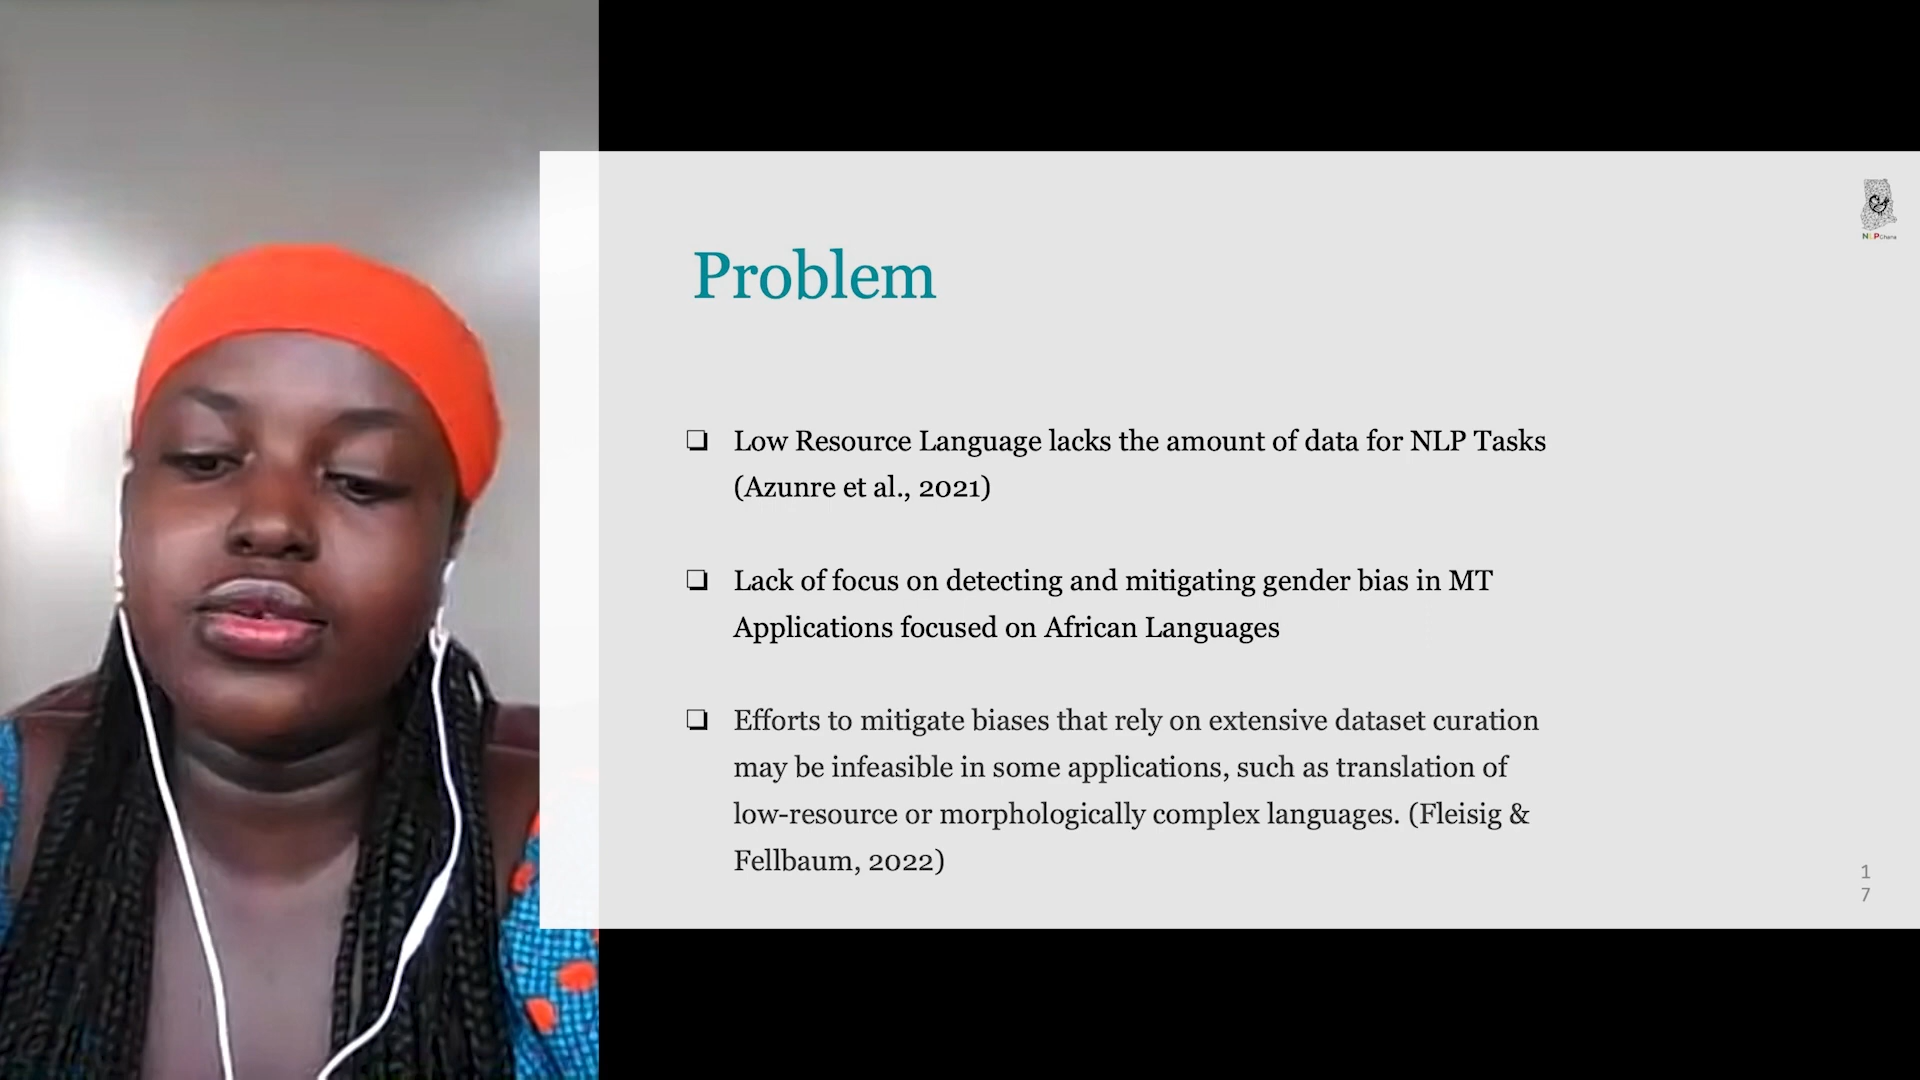 NLPGhana
Problem
❏ Low Resource Language lacks the amount of data for NLP Tasks
(Azunre et al., 2021)
❏ Lack of focus on detecting and mitigating gender bias in MT
Applications focused on African Languages
❏ Efforts to mitigate biases that rely on extensive dataset curation
may be infeasible in some applications, such as translation of
low-resource or morphologically complex languages. (Fleisig &
Fellbaum, 2022)
1
7